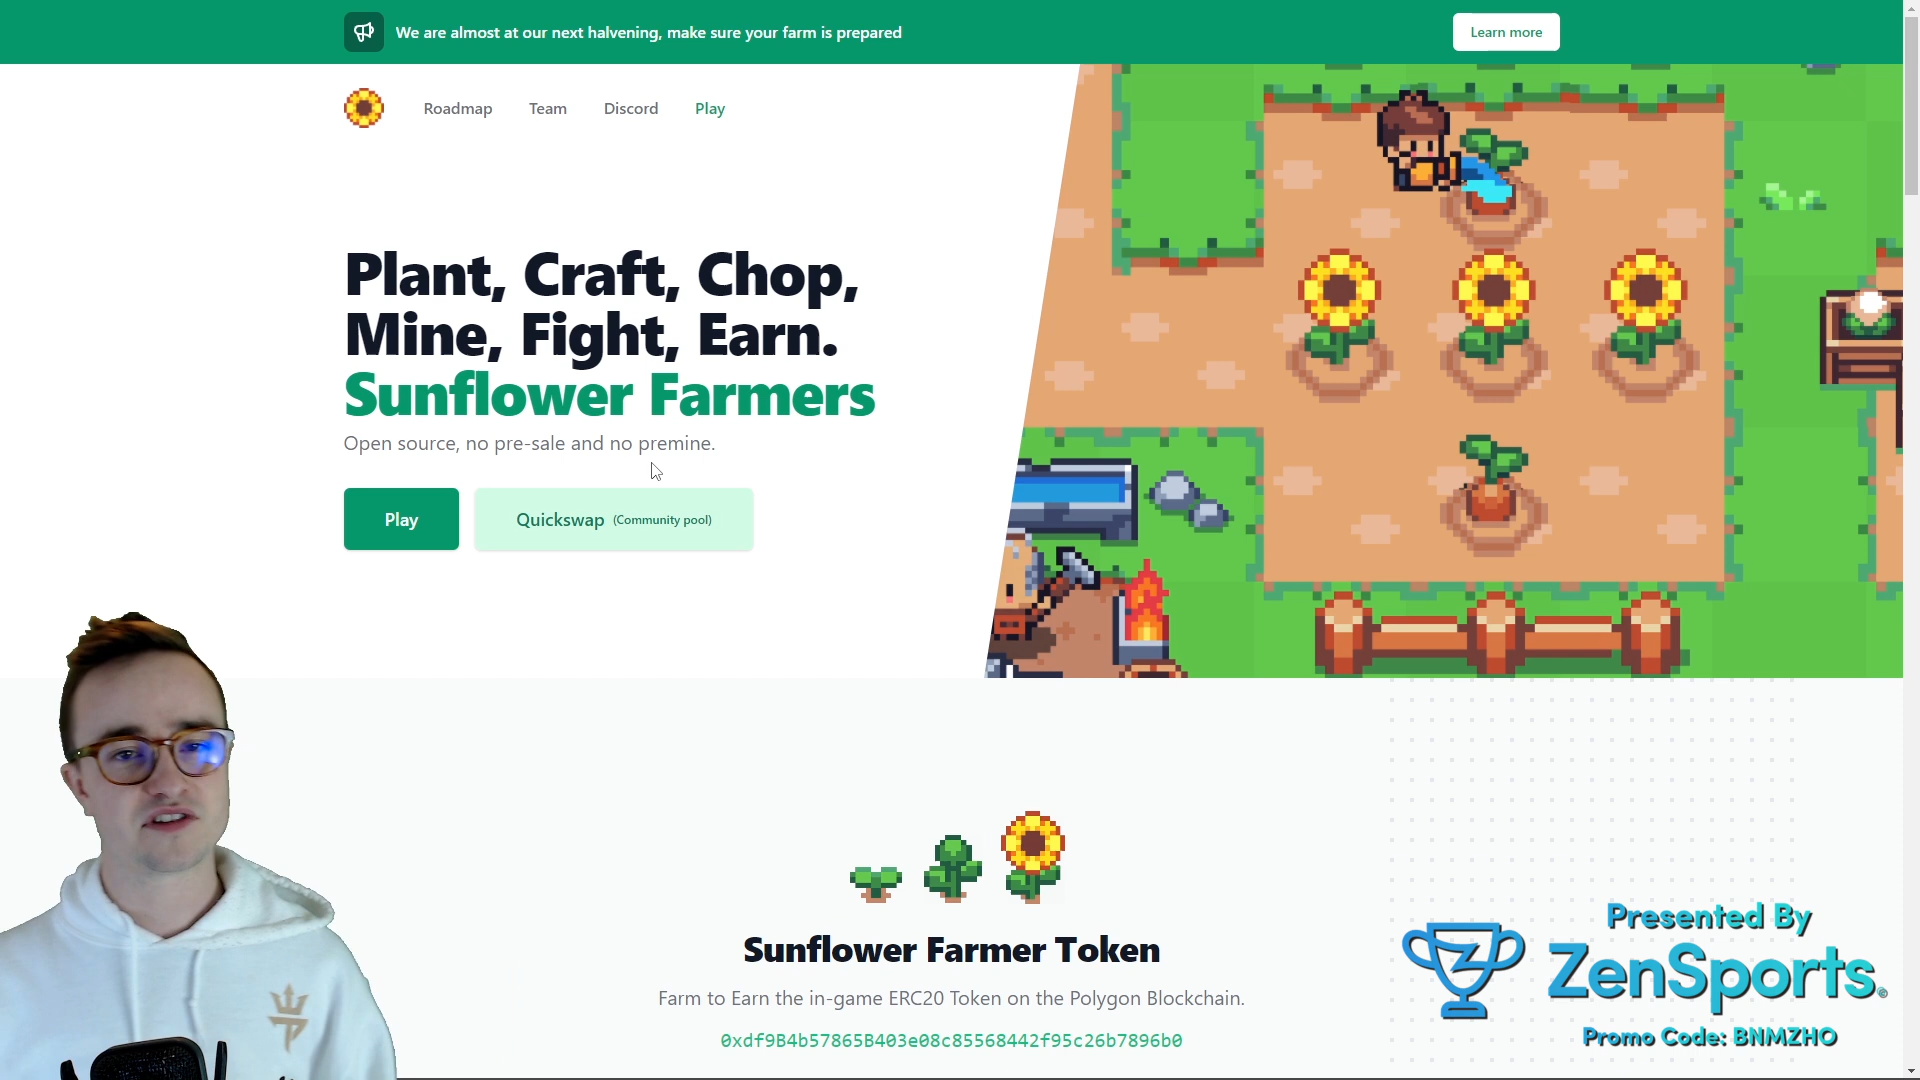 We are almost at our next halvening, make sure your farm is prepared
Learn more
Roadmap
Team
Discord
Play
Plant, Craft, Chop,
Mine, Fight, Earn.
Sunflower Farmers
Open source, no pre-sale and no premine.
Play
Quickswap (Community pool)
Sunflower Farmer Token
Farm to Earn the in-game ERC20 Token on the Polygon Blockchain.
0xdf9B4b57865B403e08c85568442f95c26b7896b0
Presented By
ZenSports
Promo Code: BNMZHO